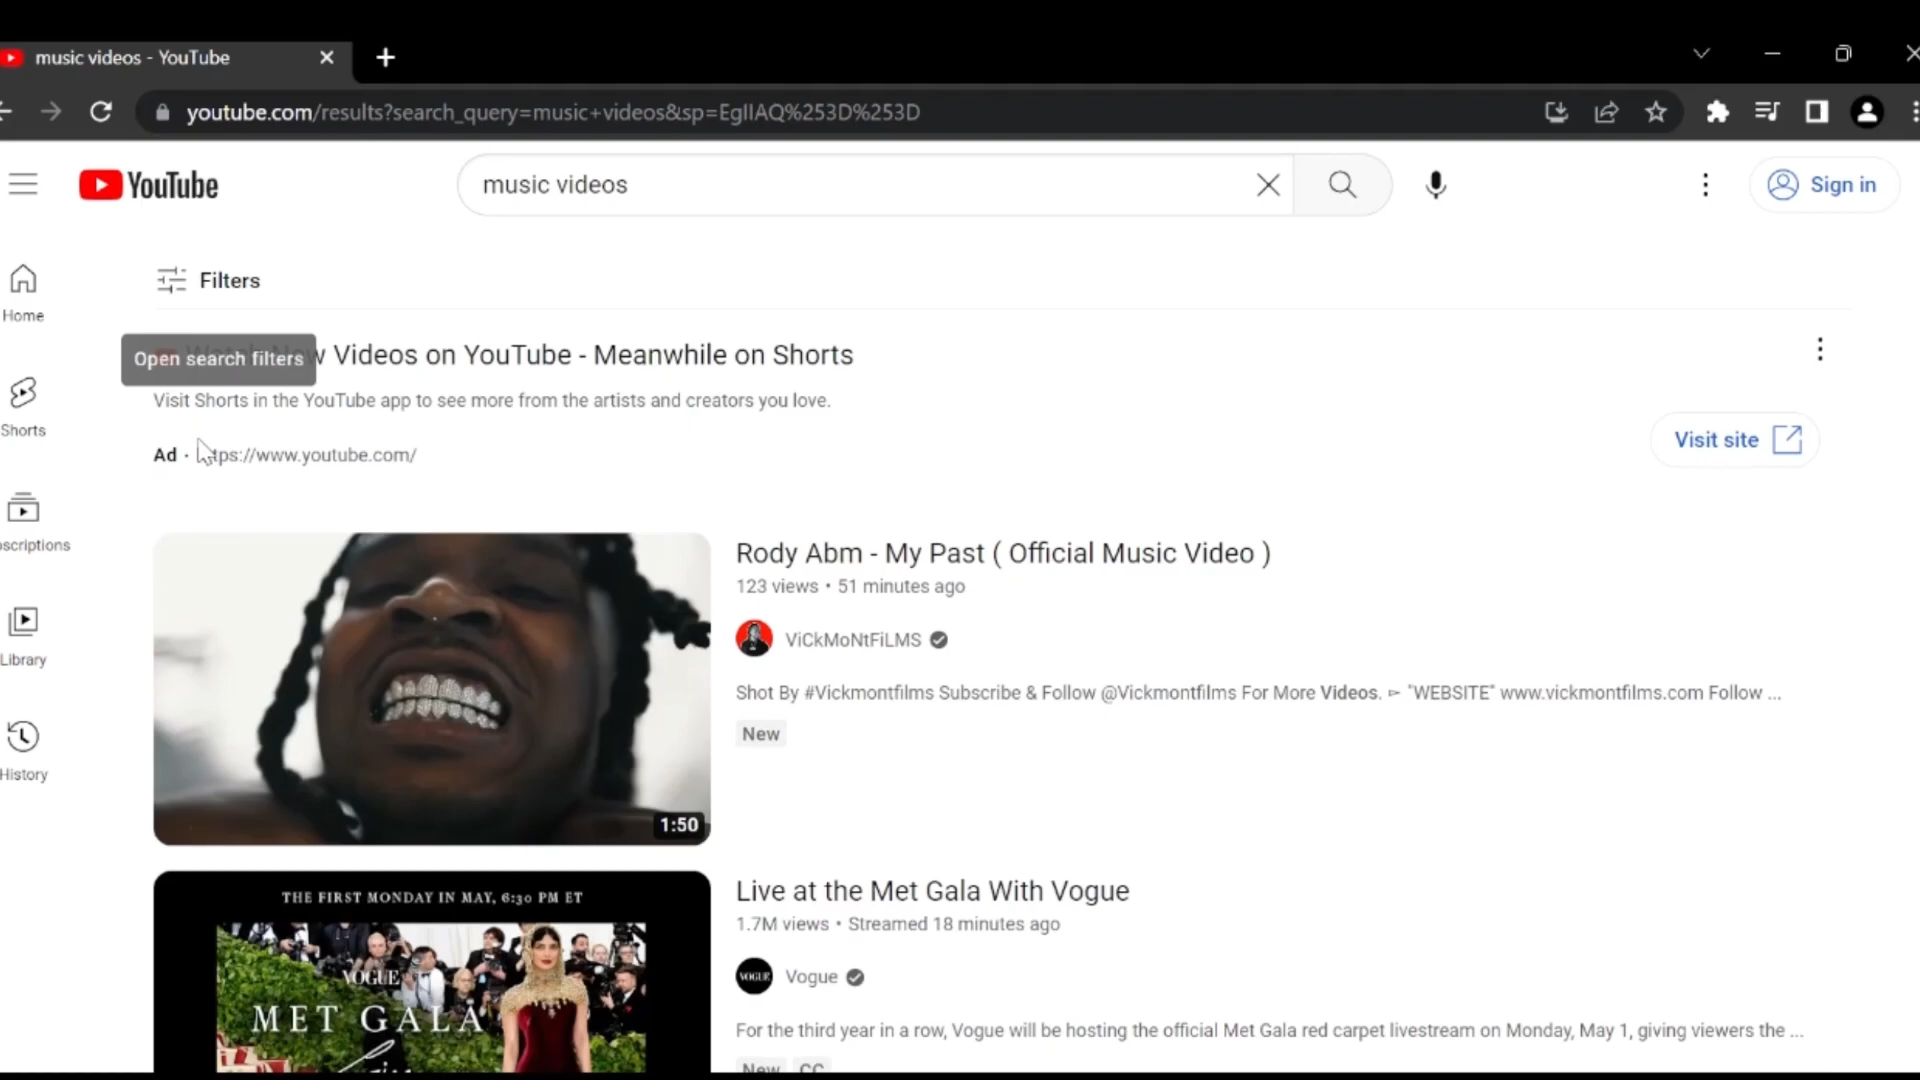 music videos - YouTube
youtube.com/results?search_query=music+videos&sp=EgIIAQ%253D%253D
YouTube
music videos
Sign in
Filters
Home
Open search filters
Videos on YouTube - Meanwhile on Shorts
Visit Shorts in the YouTube app to see more from the artists and creators you love.
Shorts
Ad · tps://www.youtube.com/
Visit site
scriptions
Library
History
Rody Abm - My Past ( Official Music Video )
123 views • 51 minutes ago
ViCkMoNtFiLMS
Shot By #Vickmontfilms Subscribe & Follow @Vickmontfilms For More Videos. ➢ "WEBSITE" www.vickmontfilms.com Follow ...
New
1:50
THE FIRST MONDAY IN MAY, 6:30 PM ET
VOGUE
MET GALA
Live at the Met Gala With Vogue
1.7M views • Streamed 18 minutes ago
VOGUE
Vogue
For the third year in a row, Vogue will be hosting the official Met Gala red carpet livestream on Monday, May 1, giving viewers the ...
New CC